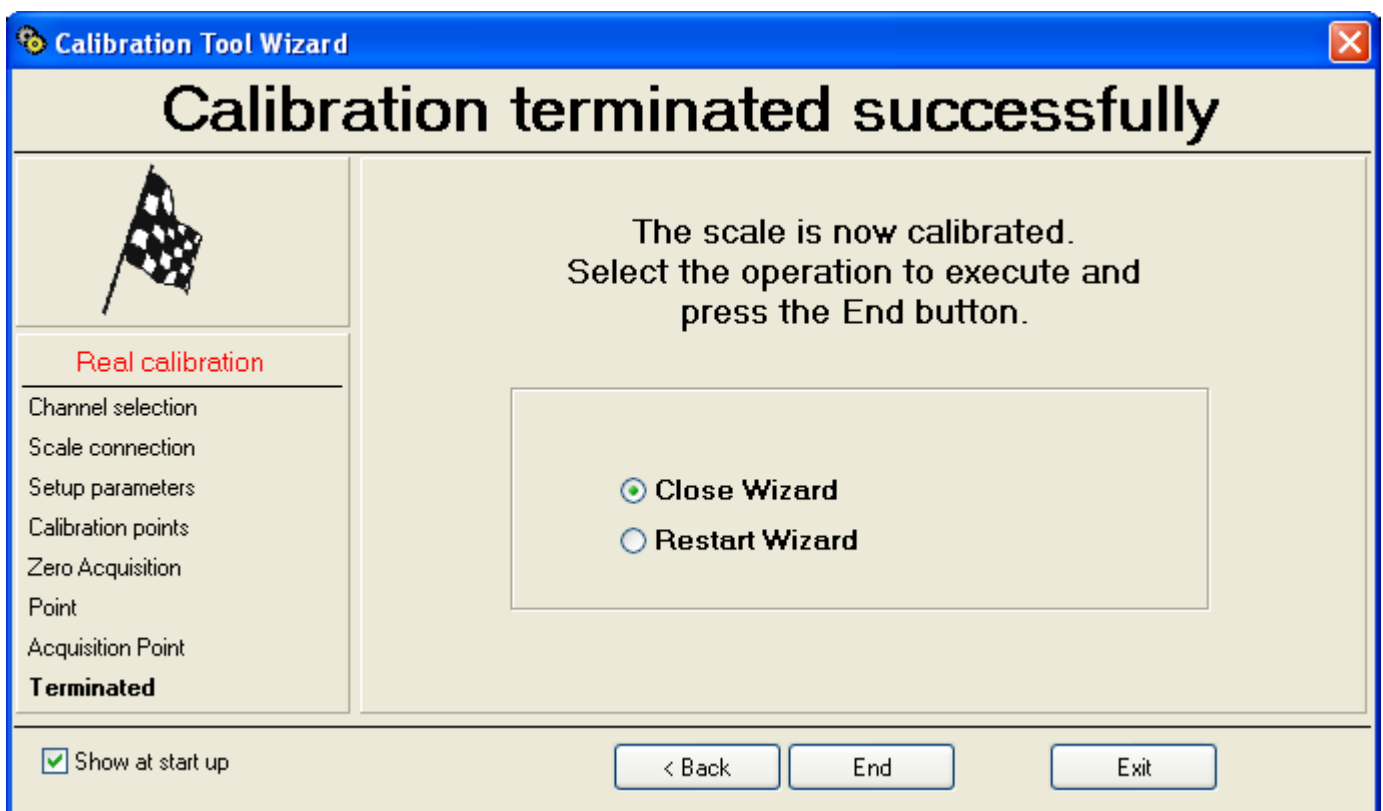 Calibration Tool Wizard
Calibration terminated successfully
The scale is now calibrated.
Select the operation to execute and
press the End button.
Real calibration
Channel selection
Scale connection
Setup parameters
Calibration points
Zero Acquisition
Point
Acquisition Point
Terminated
Close Wizard
Restart Wizard
Show at start up
< Back
End
Exit